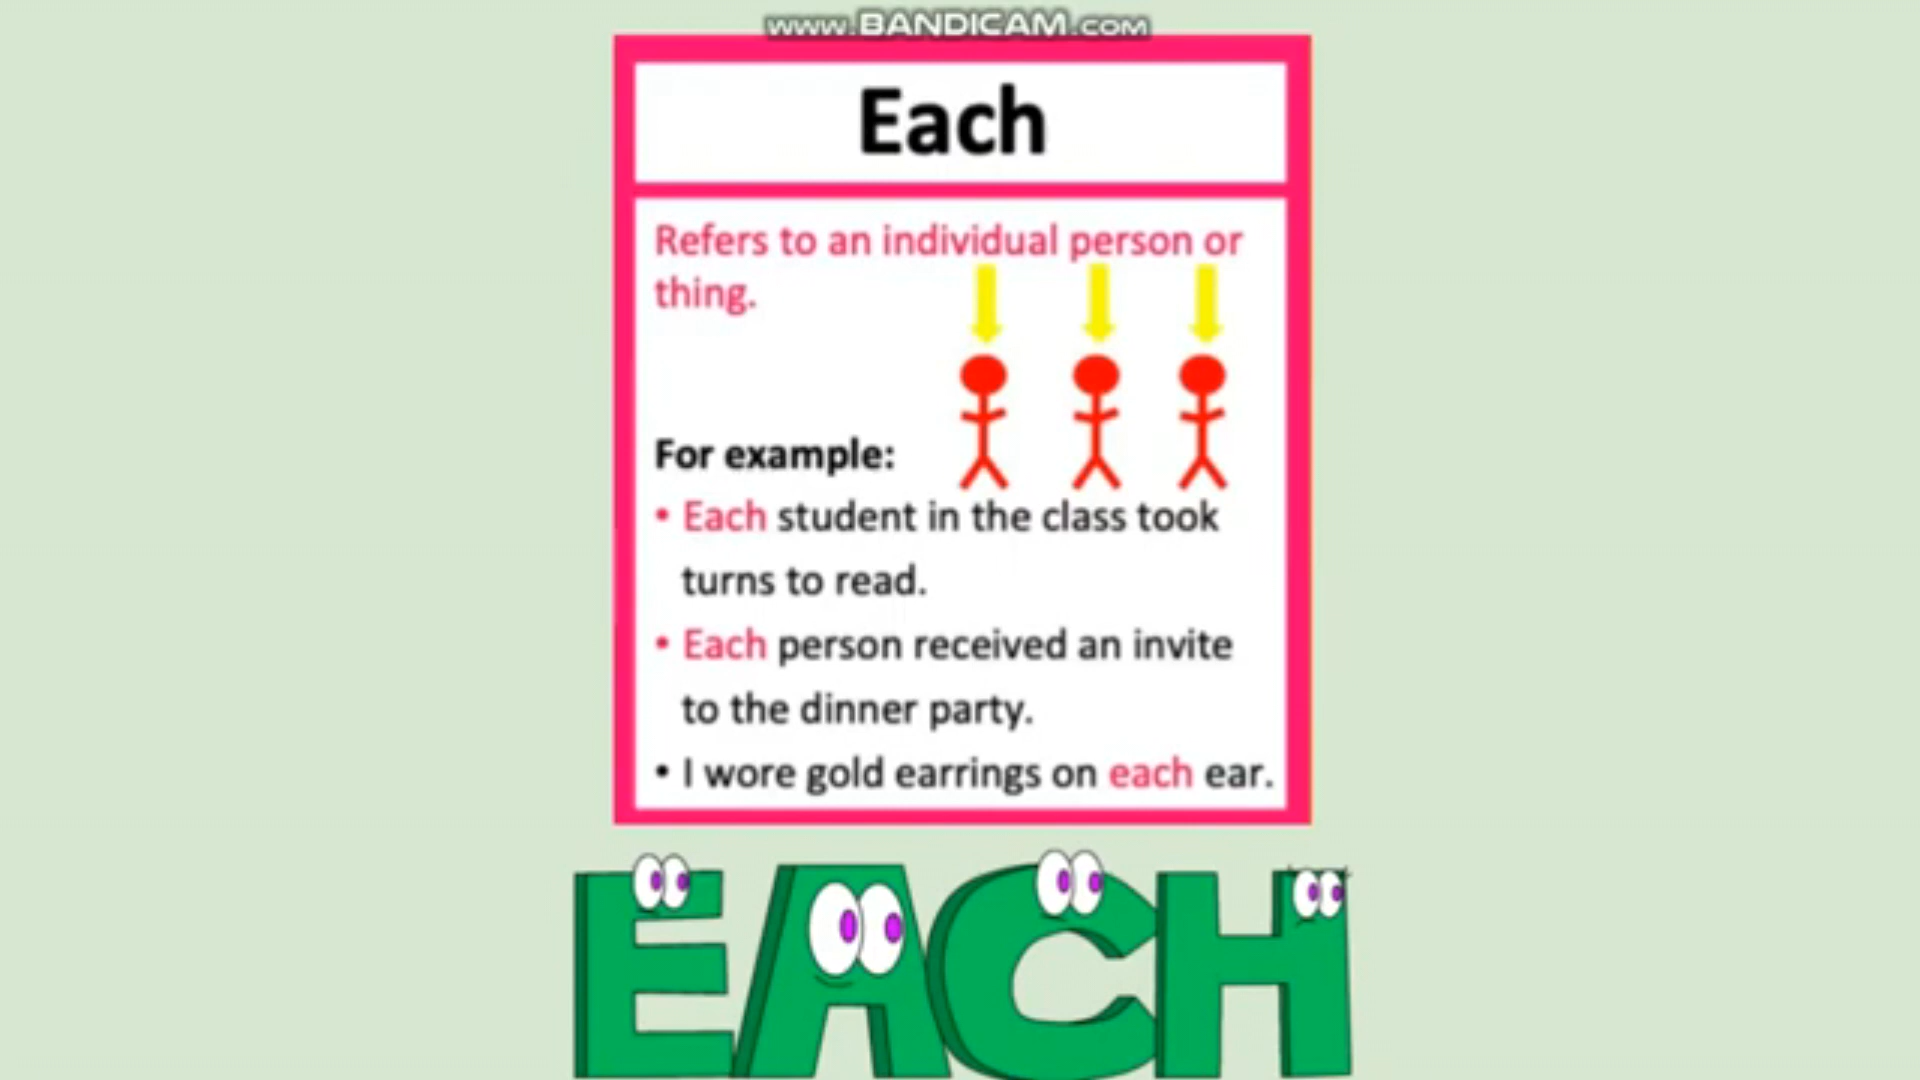 www.BANDICAM.com
Each
Refers to an individual person or
thing.
For example:
• Each student in the class took
turns to read.
• Each person received an invite
to the dinner party.
• I wore gold earrings on each ear.
EACH